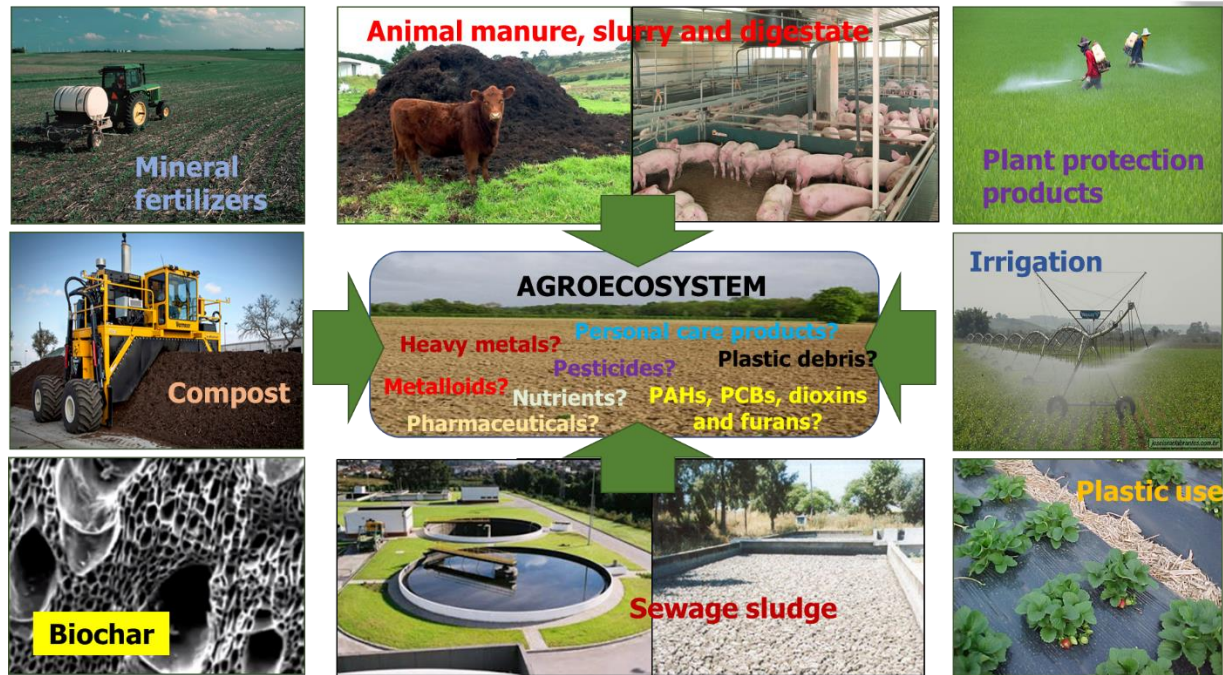 Animal manure, slurry and digestate
Mineral
fertilizers
Plant protection
products
AGROECOSYSTEM
Personal care products?
Heavy metals?
Plastic debris?
Pesticides?
Metalloids?
Nutrients?
PAHs, PCBs, dioxins
and furans?
Pharmaceuticals?
Compost
Irrigation
Biochar
Sewage sludge
Plastic use